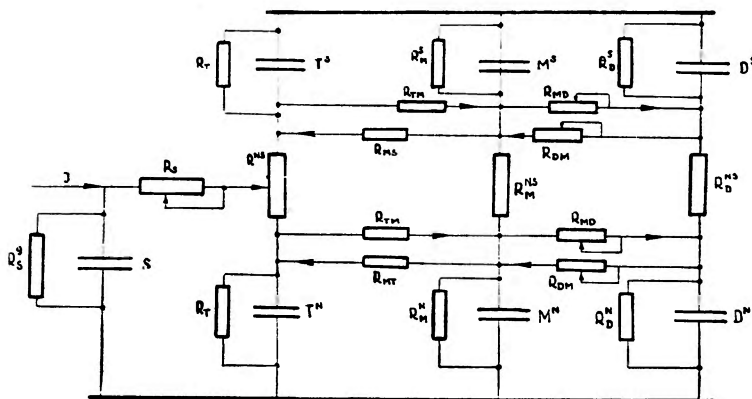 R_T
T^S
R_M^S
M^S
R_D^S
D^S
R_TM
R_MD
R_MS
R_DM
J
R_S
R^NS
R_M^NS
R_D^NS
R_TM
R_MD
R_S^g
S
R_MT
R_DM
R_T
T^N
R_M^N
M^N
R_D^N
D^N